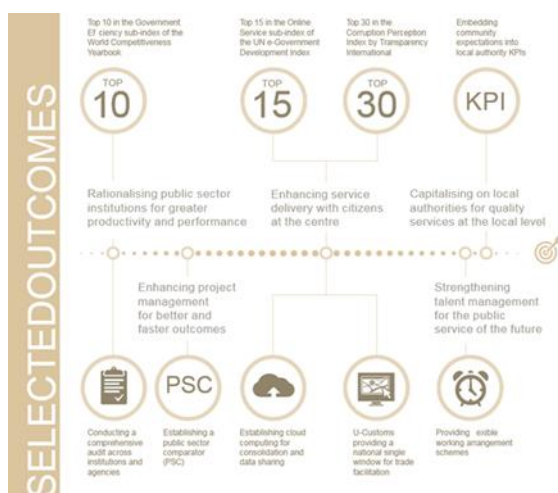 SELECTEDOUTCOMES
Top 10 in the Government
Ef ciency sub-index of the
World Competitiveness
Yearbook
Top 15 in the Online
Service sub-index of
the UN e-Government
Development Index
Top 30 in the
Corruption Perception
Index by Transparency
International
Embedding
community
expectations into
local authority KPIs
TOP
10
TOP
15
TOP
30
KPI
Rationalising public sector
institutions for greater
productivity and performance
Enhancing service
delivery with citizens
at the centre
Capitalising on local
authorities for quality
services at the local level
Enhancing project
management
for better and
faster outcomes
Strengthening
talent management
for the public
service of the future
PSC
Conducting a
comprehensive
audit across
institutions and
agencies
Establishing a
public sector
comparator
(PSC)
Establishing cloud
computing for
consolidation and
data sharing
U-Customs
providing a
national single
window for trade
facilitation
Providing exible
working arrangement
schemes